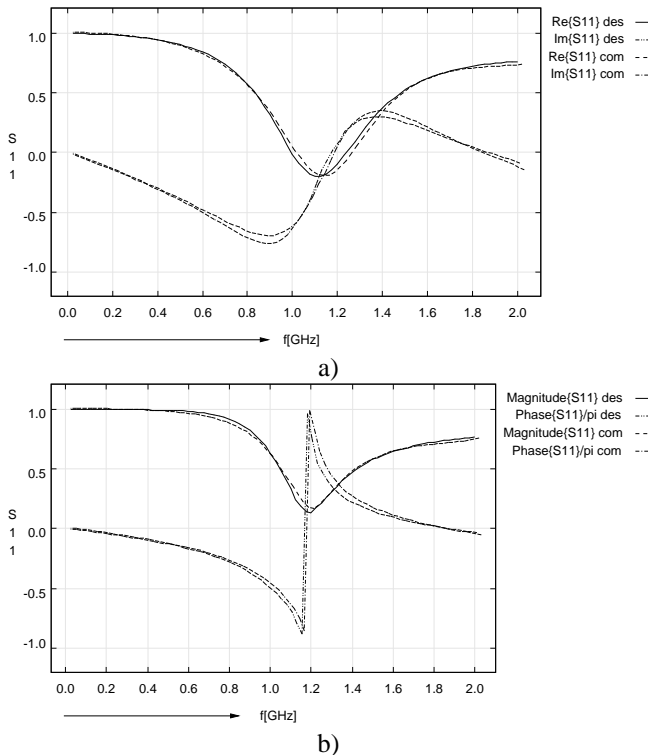 Re{S11} des
Im{S11} des
Re{S11} com
Im{S11} com
1.0
0.5
S
1
1
0.0
-0.5
-1.0
0.0 0.2 0.4 0.6 0.8 1.0 1.2 1.4 1.6 1.8 2.0
f[GHz]
a)
Magnitude{S11} des
Phase{S11}/pi des
Magnitude{S11} com
Phase{S11}/pi com
1.0
0.5
S
1
1
0.0
-0.5
-1.0
0.0 0.2 0.4 0.6 0.8 1.0 1.2 1.4 1.6 1.8 2.0
f[GHz]
b)